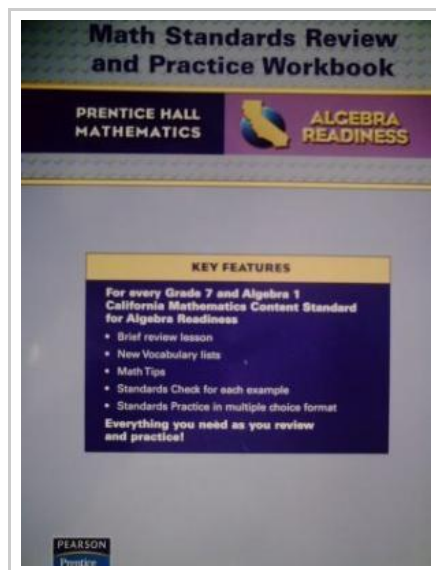 Math Standards Review
and Practice Workbook
PRENTICE HALL
MATHEMATICS
ALGEBRA
READINESS
KEY FEATURES
For every Grade 7 and Algebra 1
California Mathematics Content Standard
for Algebra Readiness
• Brief review lesson
• New Vocabulary lists
• Math Tips
• Standards Check for each example
• Standards Practice in multiple choice format
Everything you need as you review
and practice!
PEARSON
Prentice